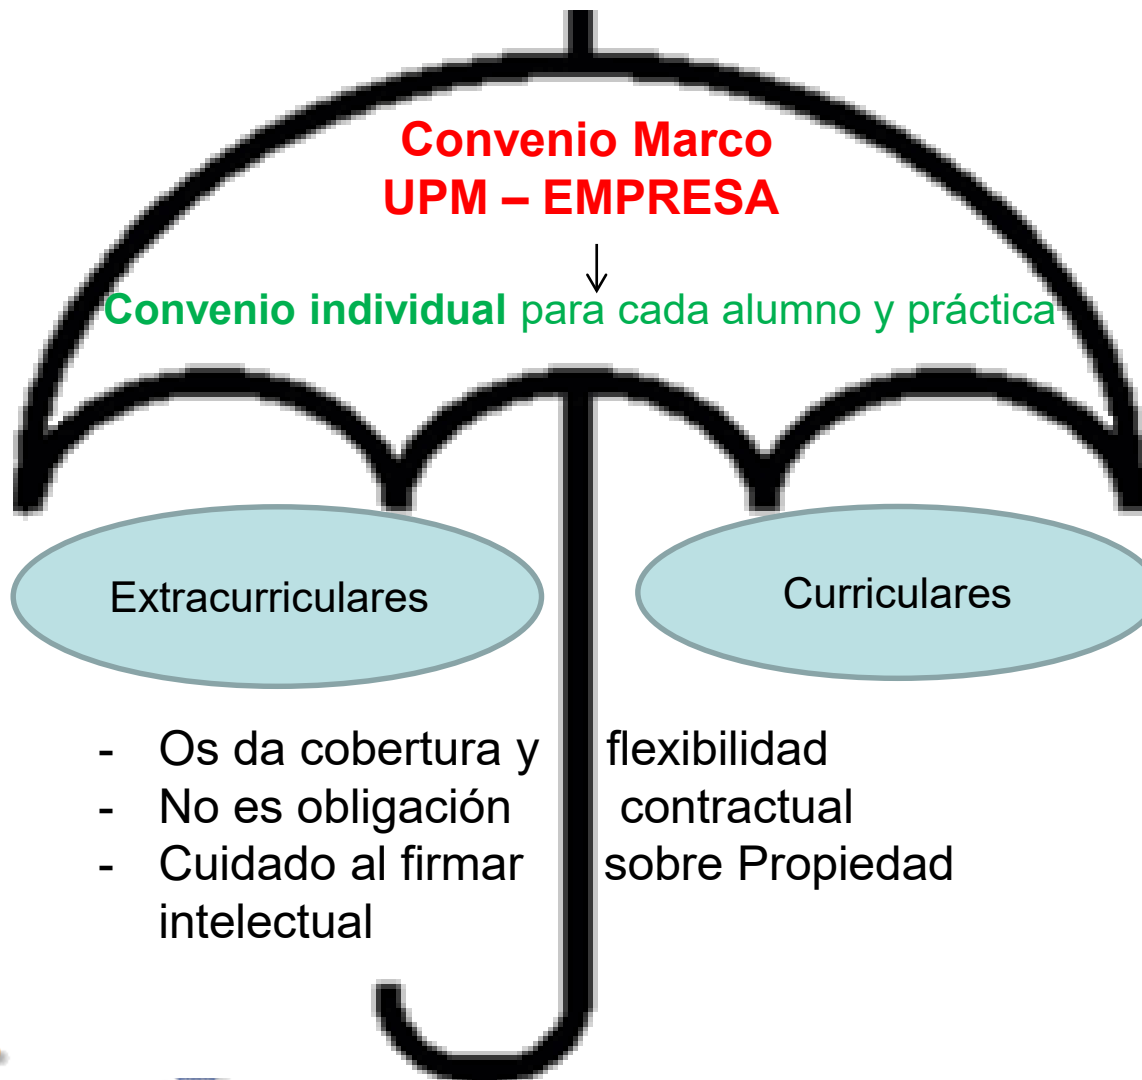 Convenio Marco
UPM – EMPRESA
Convenio individual para cada alumno y práctica
Extracurriculares
Curriculares
- Os da cobertura y flexibilidad
- No es obligación contractual
- Cuidado al firmar sobre Propiedad
intelectual